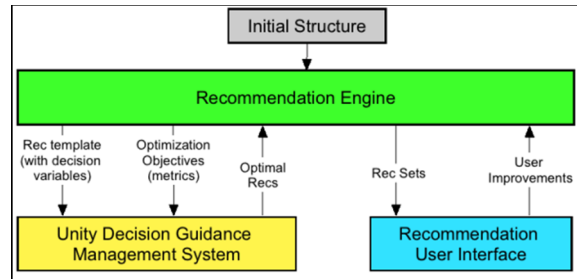 Initial Structure
Recommendation Engine
Rec template
(with decision
variables)
Optimization
Objectives
(metrics)
Optimal
Recs
Rec Sets
User
Improvements
Unity Decision Guidance
Management System
Recommendation
User Interface